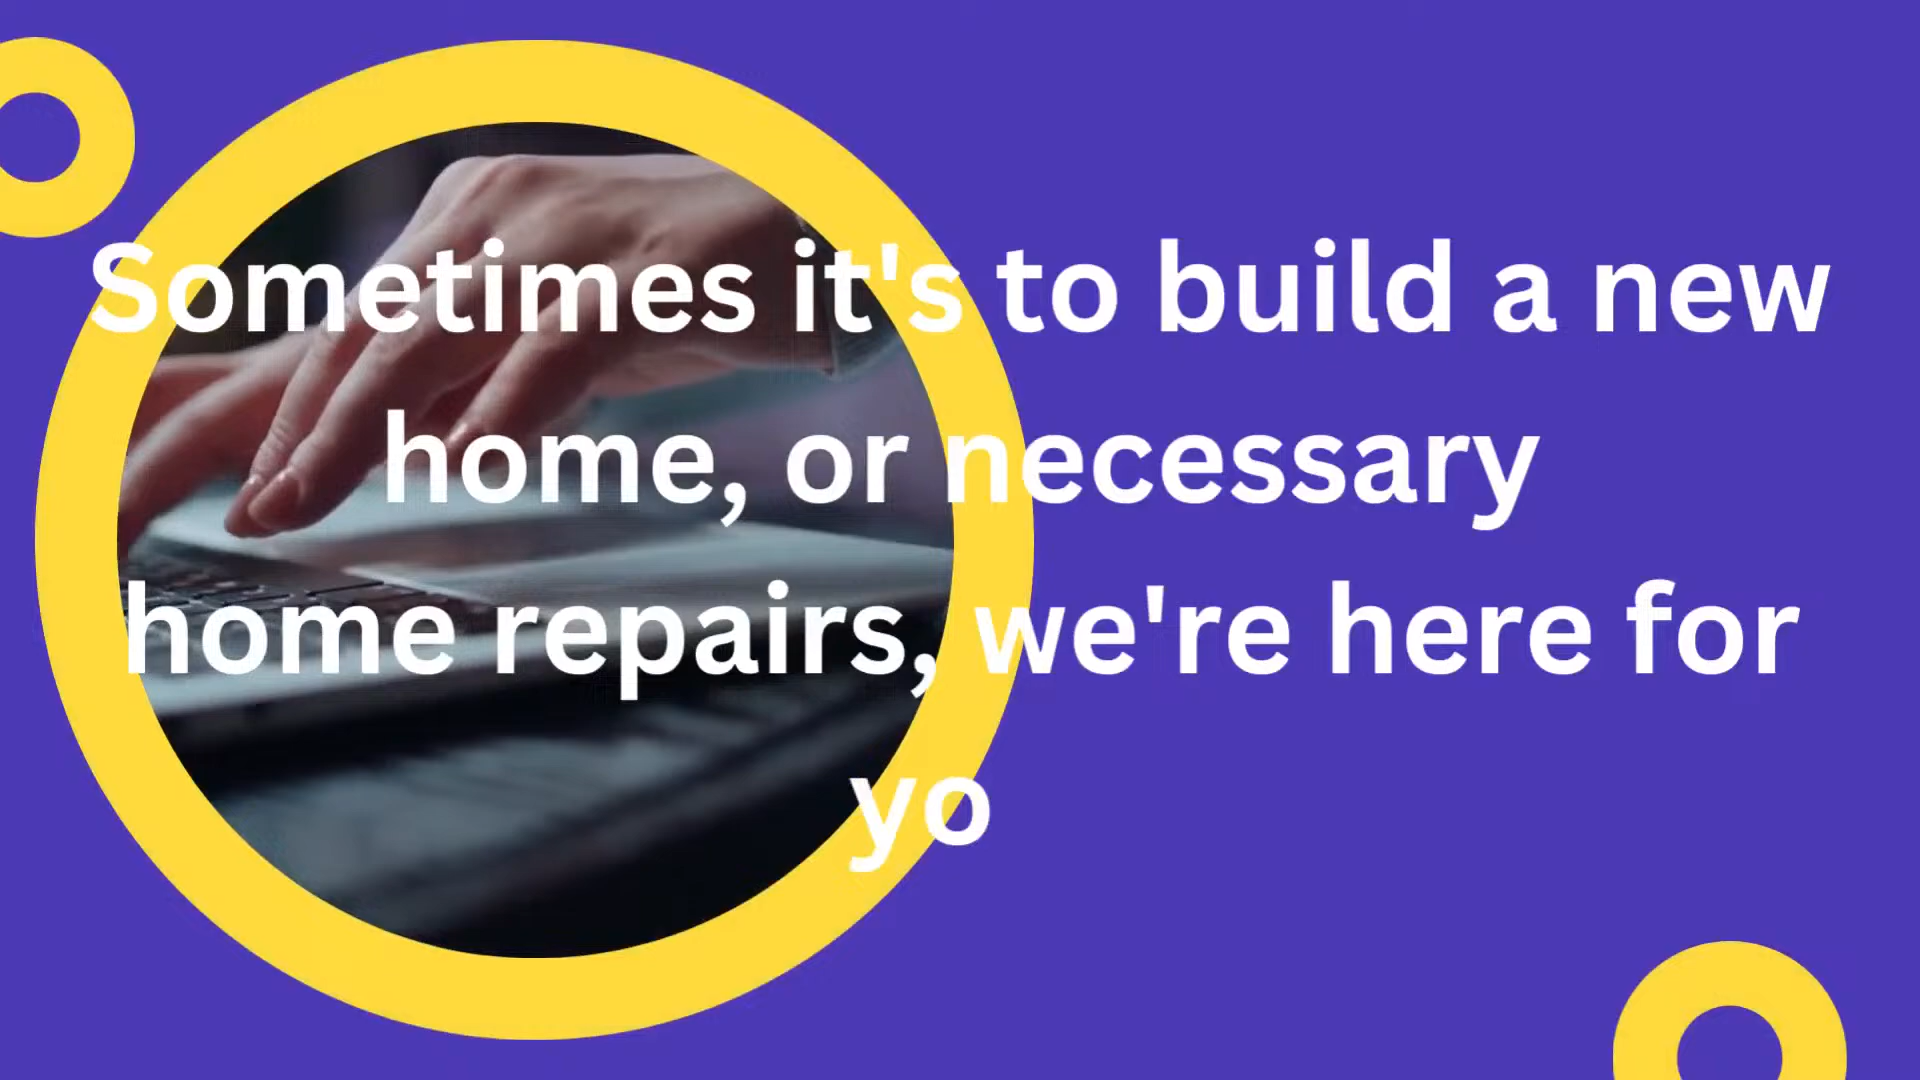 Sometimes it's to build a new
home, or necessary
home repairs, we're here for
yo